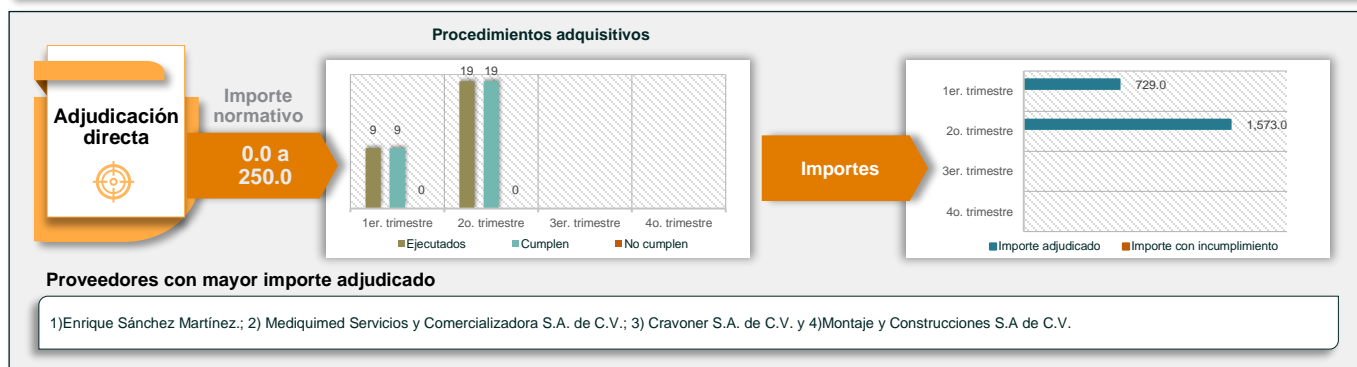 Procedimientos adquisitivos
Adjudicación
directa
Importe
normativo
0.0 a
250.0
9 9 0
19 19 0
1er. trimestre 2o. trimestre 3er. trimestre 4o. trimestre
Ejecutados Cumplen No cumplen
Importes
1er. trimestre 729.0
2o. trimestre 1,573.0
3er. trimestre
4o. trimestre
Importe adjudicado Importe con incumplimiento
Proveedores con mayor importe adjudicado
1)Enrique Sánchez Martínez.; 2) Mediquimed Servicios y Comercializadora S.A. de C.V.; 3) Cravoner S.A. de C.V. y 4)Montaje y Construcciones S.A de C.V.